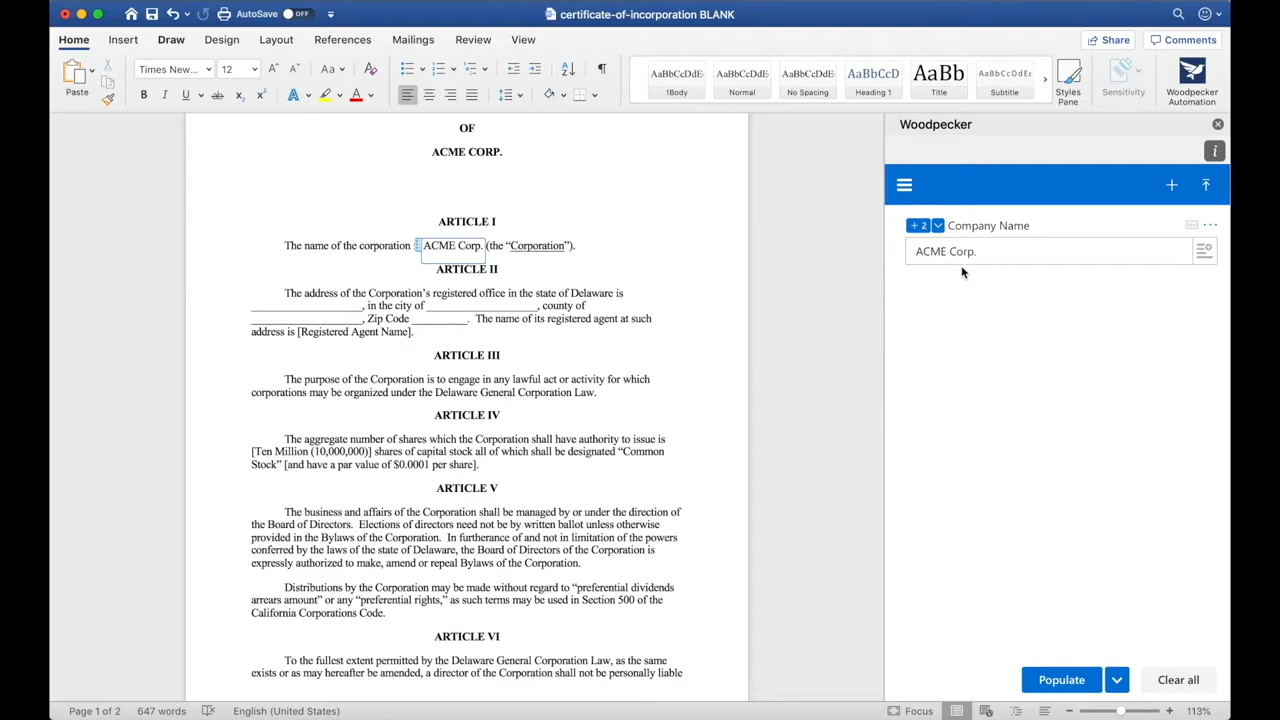 AutoSave OFF certificate-of-incorporation BLANK
Home Insert Draw Design Layout References Mailings Review View Share Comments
Paste
Times New... 12 Aa
B I U ab x2 x2 A A
AaBbCcDdEe AaBbCcDdEe AaBbCcDdEe AaBbCcD AaBb AaBbCcDdEe
1Body Normal No Spacing Heading 1 Title Subtitle
Styles Pane Sensitivity Woodpecker Automation
OF
ACME CORP.
ARTICLE I
The name of the corporation ACME Corp. (the “Corporation”).
ARTICLE II
The address of the Corporation’s registered office in the state of Delaware is
____________________, in the city of ____________________, county of
____________________, Zip Code __________. The name of its registered agent at such
address is [Registered Agent Name].
ARTICLE III
The purpose of the Corporation is to engage in any lawful act or activity for which
corporations may be organized under the Delaware General Corporation Law.
ARTICLE IV
The aggregate number of shares which the Corporation shall have authority to issue is
[Ten Million (10,000,000)] shares of capital stock all of which shall be designated “Common
Stock” [and have a par value of $0.0001 per share].
ARTICLE V
The business and affairs of the Corporation shall be managed by or under the direction of
the Board of Directors. Elections of directors need not be by written ballot unless otherwise
provided in the Bylaws of the Corporation. In furtherance of and not in limitation of the powers
conferred by the laws of the state of Delaware, the Board of Directors of the Corporation is
expressly authorized to make, amend or repeal Bylaws of the Corporation.
Distributions by the Corporation may be made without regard to “preferential dividends
arrears amount” or any “preferential rights,” as such terms may be used in Section 500 of the
California Corporations Code.
ARTICLE VI
To the fullest extent permitted by the Delaware General Corporation Law, as the same
exists or as may hereafter be amended, a director of the Corporation shall not be personally liable
Woodpecker
+ 2 Company Name
ACME Corp.
Populate Clear all
Page 1 of 2 647 words English (United States) Focus 113%